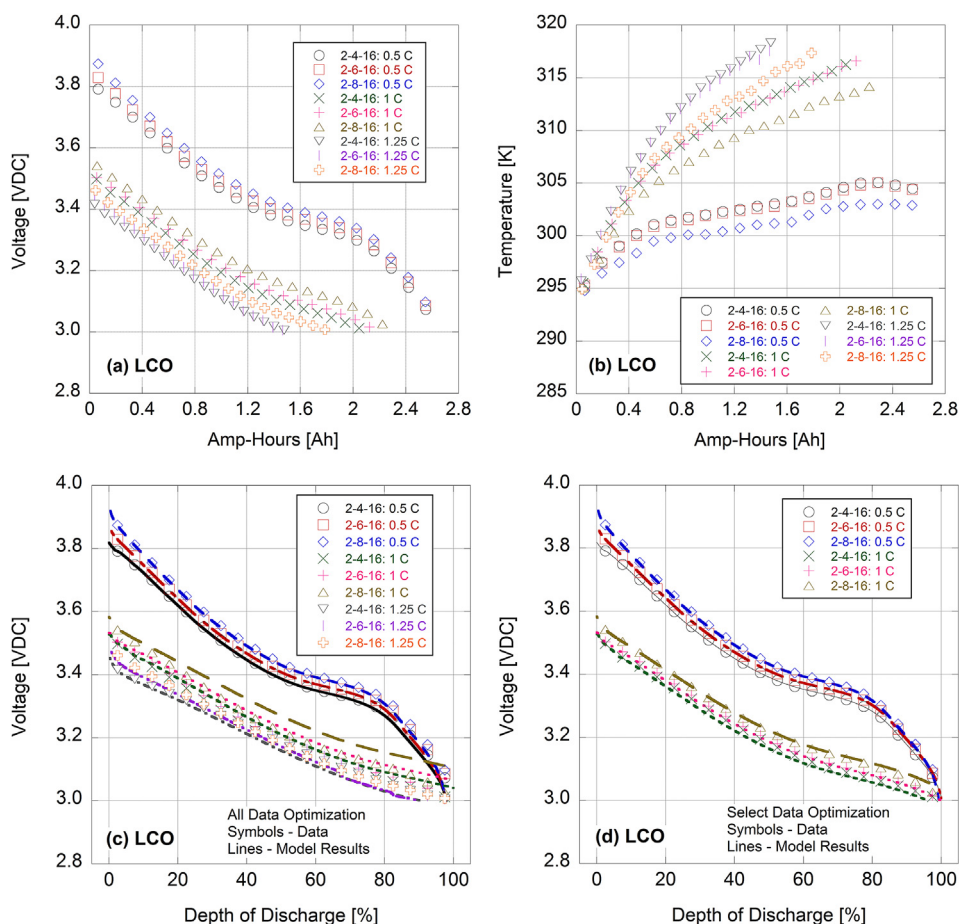 4.0
3.8
3.6
3.4
3.2
3.0
2.8
Voltage [VDC]
2-4-16: 0.5 C
2-6-16: 0.5 C
2-8-16: 0.5 C
2-4-16: 1 C
2-6-16: 1 C
2-8-16: 1 C
2-4-16: 1.25 C
2-6-16: 1.25 C
2-8-16: 1.25 C
(a) LCO
0 0.4 0.8 1.2 1.6 2 2.4 2.8
Amp-Hours [Ah]
320
315
310
305
300
295
290
285
Temperature [K]
2-4-16: 0.5 C 2-8-16: 1 C
2-6-16: 0.5 C 2-4-16: 1.25 C
2-8-16: 0.5 C 2-6-16: 1.25 C
2-4-16: 1 C 2-8-16: 1.25 C
2-6-16: 1 C
(b) LCO
0 0.4 0.8 1.2 1.6 2 2.4 2.8
Amp-Hours [Ah]
4.0
3.8
3.6
3.4
3.2
3.0
2.8
Voltage [VDC]
2-4-16: 0.5 C
2-6-16: 0.5 C
2-8-16: 0.5 C
2-4-16: 1 C
2-6-16: 1 C
2-8-16: 1 C
2-4-16: 1.25 C
2-6-16: 1.25 C
2-8-16: 1.25 C
(c) LCO
All Data Optimization
Symbols - Data
Lines - Model Results
0 20 40 60 80 100
Depth of Discharge [%]
4.0
3.8
3.6
3.4
3.2
3.0
2.8
Voltage [VDC]
2-4-16: 0.5 C
2-6-16: 0.5 C
2-8-16: 0.5 C
2-4-16: 1 C
2-6-16: 1 C
2-8-16: 1 C
(d) LCO
Select Data Optimization
Symbols - Data
Lines - Model Results
0 20 40 60 80 100
Depth of Discharge [%]